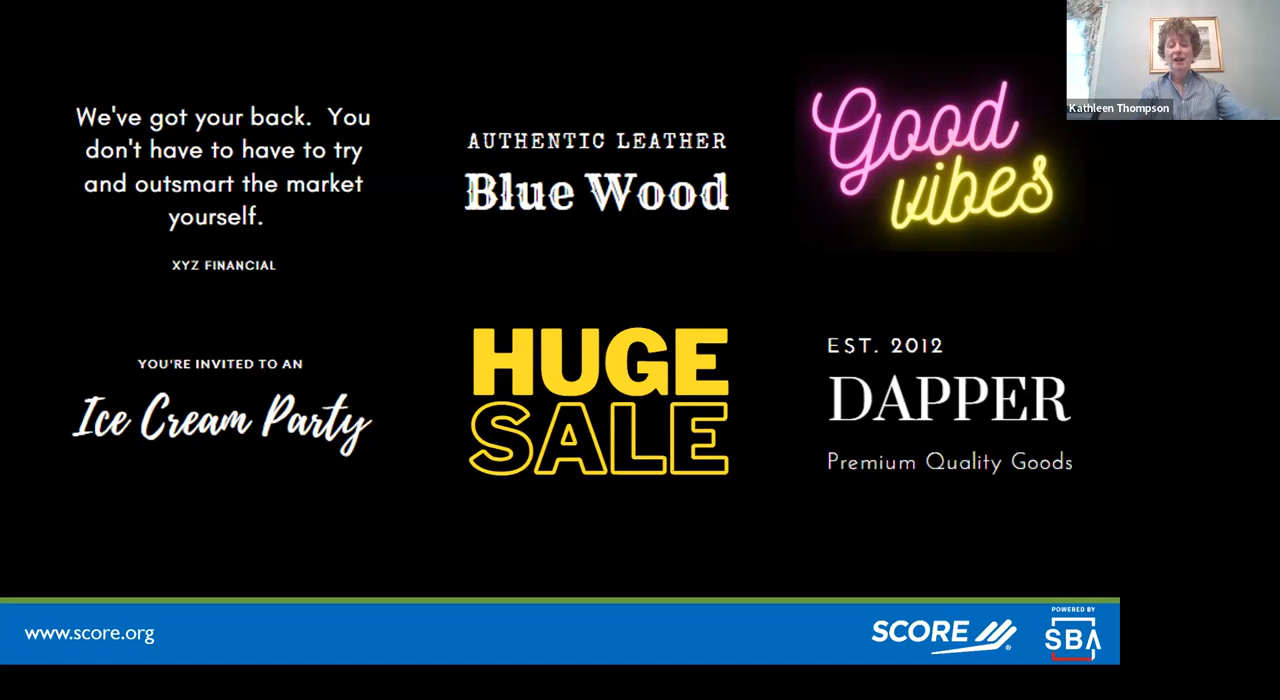 We've got your back.  You
don't have to have to try
and outsmart the market
yourself.
XYZ FINANCIAL
AUTHENTIC LEATHER
Blue Wood
Good
vibes
Kathleen Thompson
YOU'RE INVITED TO AN
Ice Cream Party
HUGE
SALE
EST. 2012
DAPPER
Premium Quality Goods
www.score.org
SCORE
®
POWERED BY
SBA